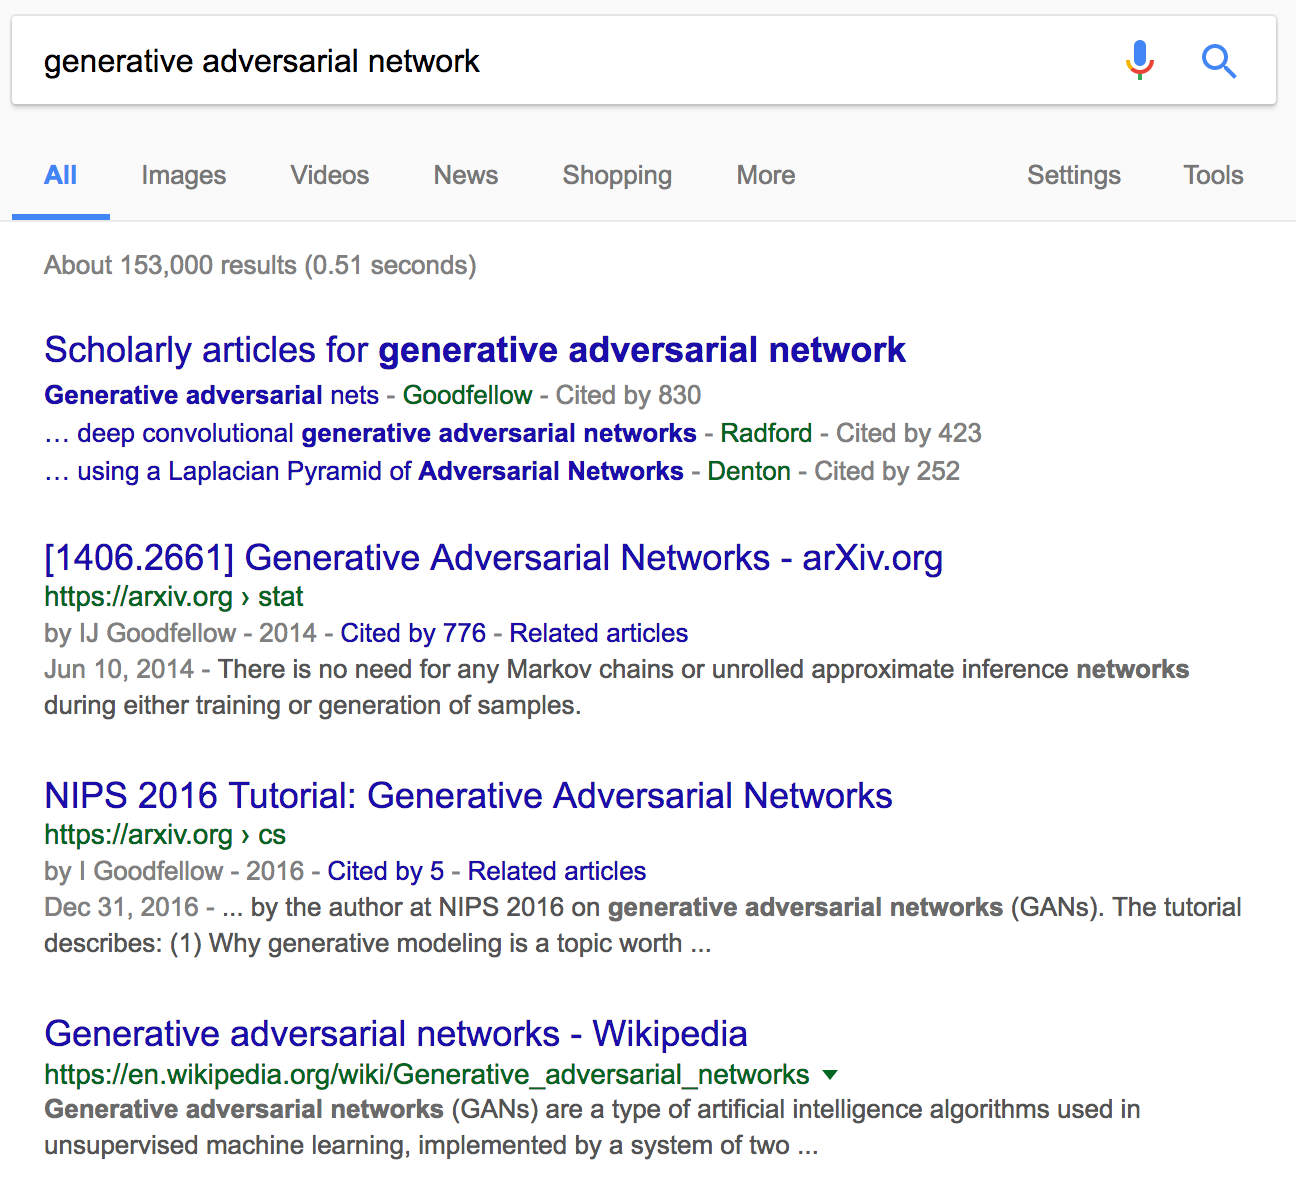 generative adversarial network
All Images Videos News Shopping More Settings Tools
About 153,000 results (0.51 seconds)
Scholarly articles for generative adversarial network
Generative adversarial nets - Goodfellow - Cited by 830
… deep convolutional generative adversarial networks - Radford - Cited by 423
… using a Laplacian Pyramid of Adversarial Networks - Denton - Cited by 252
[1406.2661] Generative Adversarial Networks - arXiv.org
https://arxiv.org › stat
by IJ Goodfellow - 2014 - Cited by 776 - Related articles
Jun 10, 2014 - There is no need for any Markov chains or unrolled approximate inference networks
during either training or generation of samples.
NIPS 2016 Tutorial: Generative Adversarial Networks
https://arxiv.org › cs
by I Goodfellow - 2016 - Cited by 5 - Related articles
Dec 31, 2016 - ... by the author at NIPS 2016 on generative adversarial networks (GANs). The tutorial
describes: (1) Why generative modeling is a topic worth ...
Generative adversarial networks - Wikipedia
https://en.wikipedia.org/wiki/Generative_adversarial_networks
Generative adversarial networks (GANs) are a type of artificial intelligence algorithms used in
unsupervised machine learning, implemented by a system of two ...